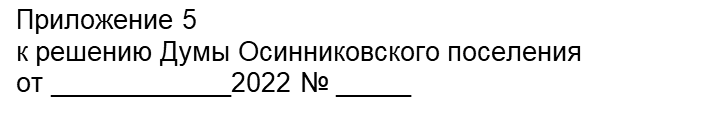 Приложение 5
к решению Думы Осинниковского поселения
от ____________2022 № _____